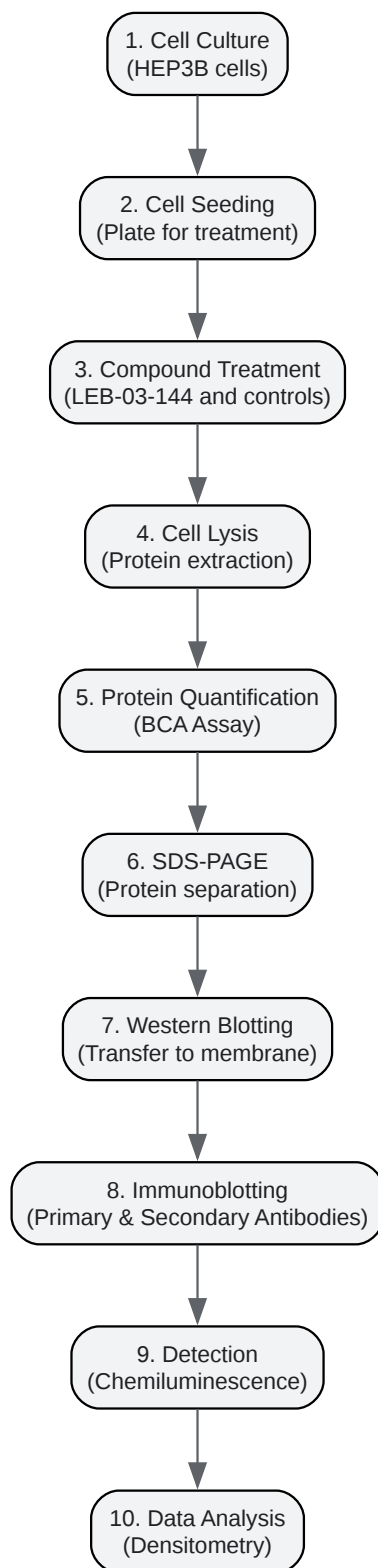 1. Cell Culture
(HEP3B cells)
2. Cell Seeding
(Plate for treatment)
3. Compound Treatment
(LEB-03-144 and controls)
4. Cell Lysis
(Protein extraction)
5. Protein Quantification
(BCA Assay)
6. SDS-PAGE
(Protein separation)
7. Western Blotting
(Transfer to membrane)
8. Immunoblotting
(Primary & Secondary Antibodies)
9. Detection
(Chemiluminescence)
10. Data Analysis
(Densitometry)